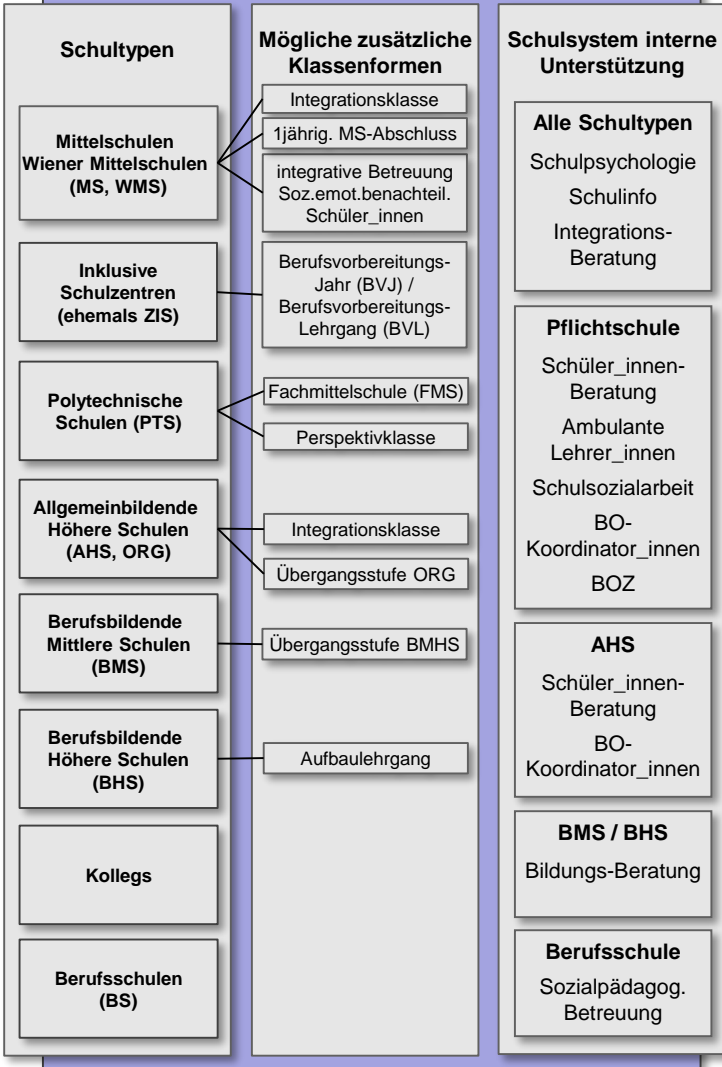 Schultypen
Mittelschulen
Wiener Mittelschulen
(MS, WMS)
Inklusive
Schulzentren
(ehemals ZIS)
Polytechnische
Schulen (PTS)
Allgemeinbildende
Höhere Schulen
(AHS, ORG)
Berufsbildende
Mittlere Schulen
(BMS)
Berufsbildende
Höhere Schulen
(BHS)
Kollegs
Berufsschulen
(BS)
Mögliche zusätzliche
Klassenformen
Integrationsklasse
1jährig. MS-Abschluss
integrative Betreuung
Soz.emot.benachteil.
Schüler_innen
Berufsvorbereitungs-
Jahr (BVJ) /
Berufsvorbereitungs-
Lehrgang (BVL)
Fachmittelschule (FMS)
Perspektivklasse
Integrationsklasse
Übergangsstufe ORG
Übergangsstufe BMHS
Aufbaulehrgang
Schulsystem interne
Unterstützung
Alle Schultypen
Schulpsychologie
Schulinfo
Integrations-
Beratung
Pflichtschule
Schüler_innen-
Beratung
Ambulante
Lehrer_innen
Schulsozialarbeit
BO-
Koordinator_innen
BOZ
AHS
Schüler_innen-
Beratung
BO-
Koordinator_innen
BMS / BHS
Bildungs-Beratung
Berufsschule
Sozialpädagog.
Betreuung